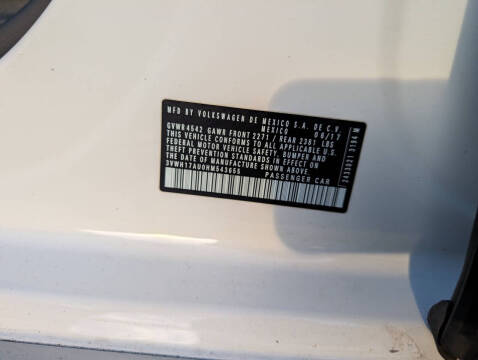 MFD BY VOLKSWAGEN DE MEXICO S.A. DE C.V.
MEXICO 06/17
GVWR 4542 GAWR FRONT 2271 / REAR 2381 LBS
THIS VEHICLE CONFORMS TO ALL APPLICABLE U.S.
FEDERAL MOTOR VEHICLE SAFETY, BUMPER AND
THEFT PREVENTION STANDARDS IN EFFECT
ON THE DATE OF MANUFACTURE SHOWN ABOVE.
3VW117AU0HM543655
PASSENGER CAR